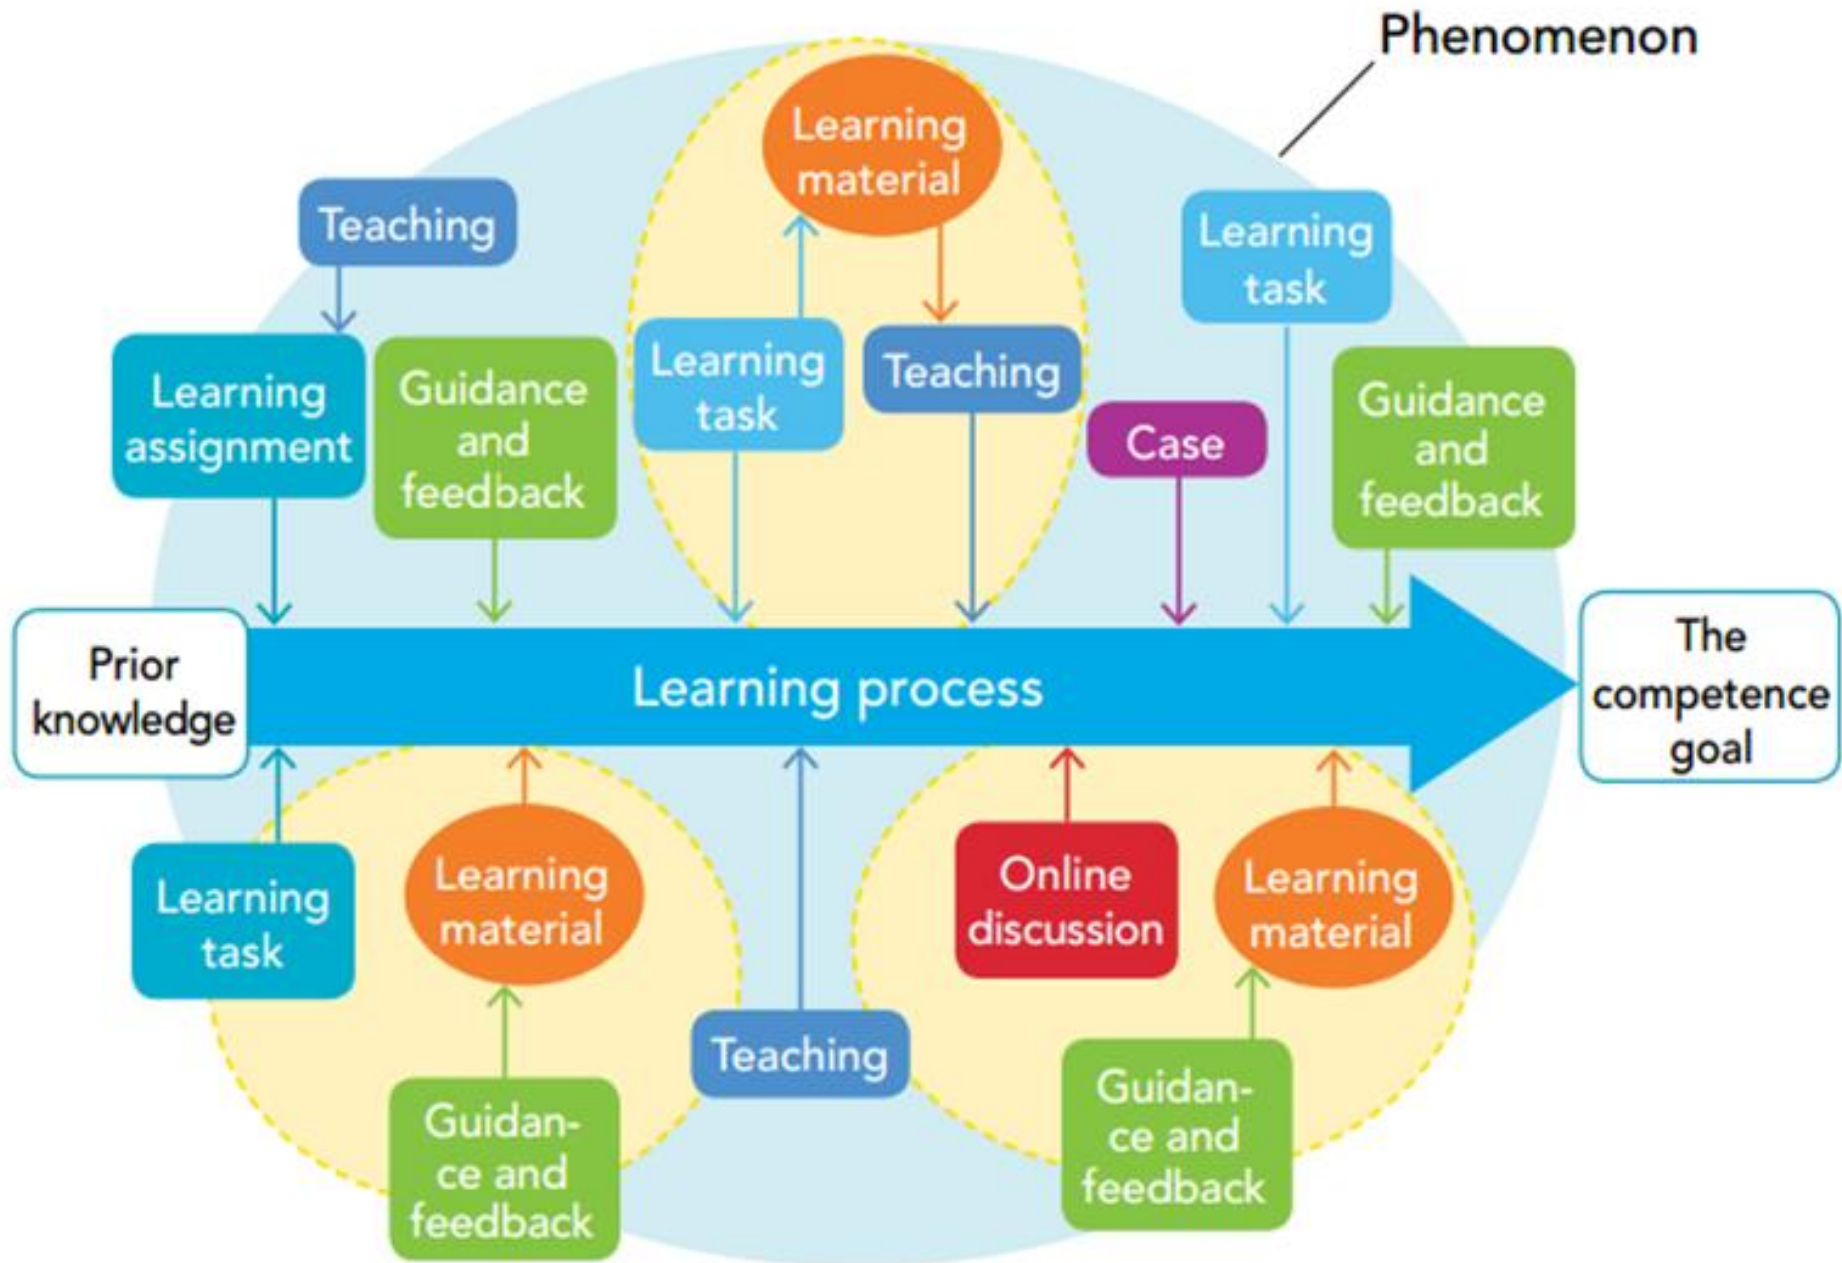 Phenomenon
Learning
material
Teaching
Learning
task
Learning
assignment
Guidance
and
feedback
Learning
task
Teaching
Case
Guidance
and
feedback
Prior
knowledge
Learning process
The
competence
goal
Learning
task
Learning
material
Online
discussion
Learning
material
Teaching
Guidan-
ce and
feedback
Guidan-
ce and
feedback